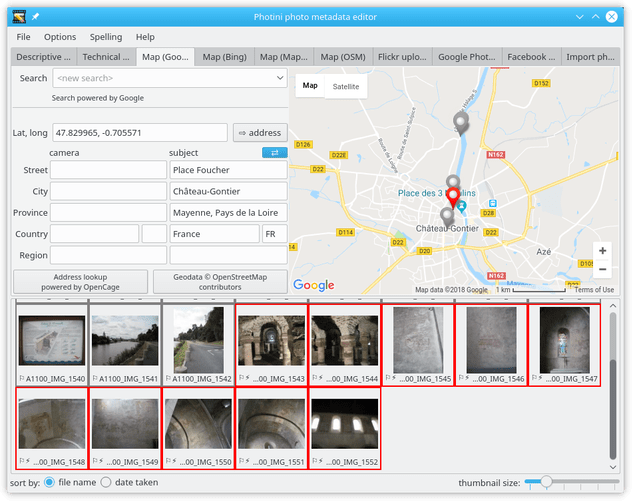 Photini photo metadata editor
File Options Spelling Help
Descriptive ... Technical ... Map (Goo... Map (Bing) Map (Map... Map (OSM) Flickr uplo... Google Phot... Facebook ... Import ph...
Search <new search>
Search powered by Google
Lat, long 47.829965, -0.705571 ⇨ address
camera subject
Street Place Foucher
City Château-Gontier
Province Mayenne, Pays de la Loire
Country France FR
Region
Address lookup
powered by OpenCage
Geodata © OpenStreetMap
contributors
Map Satellite
D152
N162
D126
D22E
Place des 3
D28
D22
Château-Gontier
D114
D22
D20
Azé
N162
Google
Map data ©2018 Google 1 km Terms of Use
A1100_IMG_1540 A1100_IMG_1541 A1100_IMG_1542 ...00_IMG_1543 ...00_IMG_1544 ...00_IMG_1545 ...00_IMG_1546 ...00_IMG_1547
...00_IMG_1548 ...00_IMG_1549 ...00_IMG_1550 ...00_IMG_1551 ...00_IMG_1552
sort by: file name date taken thumbnail size: